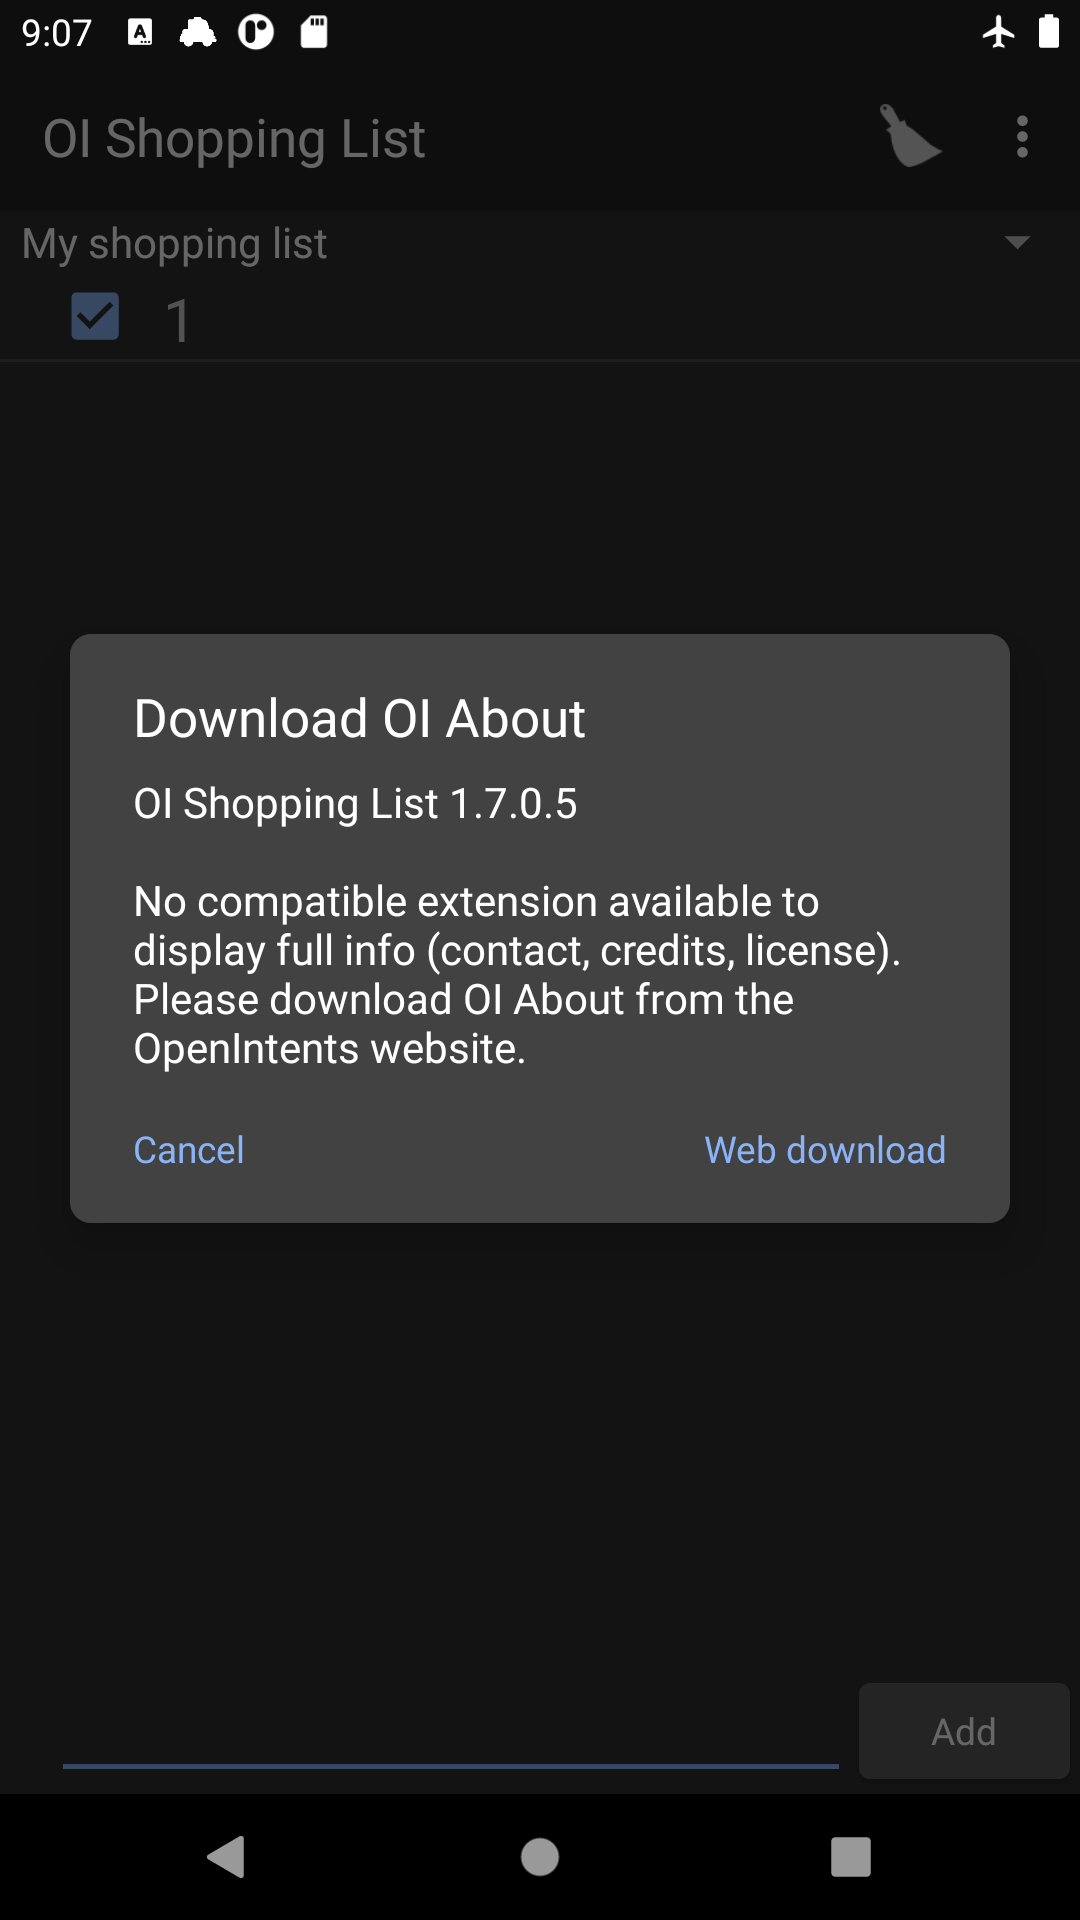 9:07
OI Shopping List
My shopping list
1
Download OI About
OI Shopping List 1.7.0.5
No compatible extension available to
display full info (contact, credits, license).
Please download OI About from the
OpenIntents website.
Cancel Web download
Add